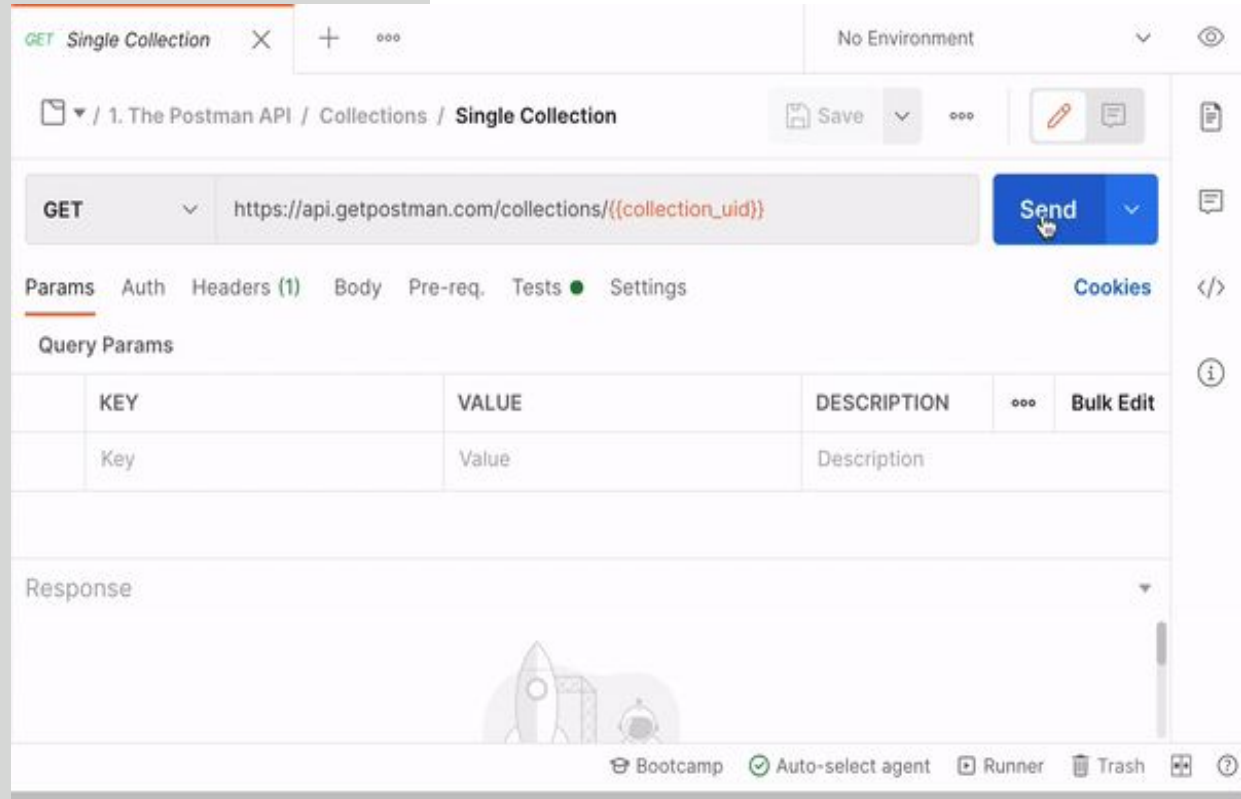 GET Single Collection No Environment
/ 1. The Postman API / Collections / Single Collection Save
GET https://api.getpostman.com/collections/{{collection_uid}} Send
Params Auth Headers (1) Body Pre-req. Tests Settings Cookies </>
Query Params
KEY VALUE DESCRIPTION Bulk Edit
Key Value Description
Response
Bootcamp Auto-select agent Runner Trash